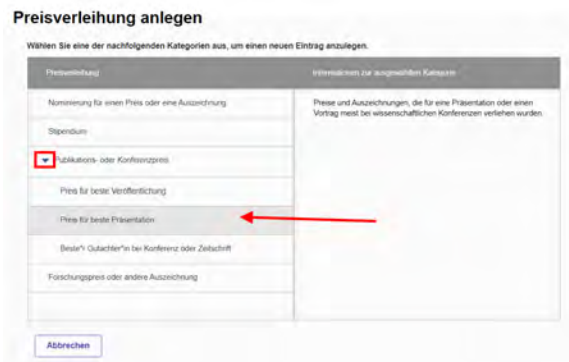 Preisverleihung anlegen
Wählen Sie eine der nachfolgenden Kategorien aus, um einen neuen Eintrag anzulegen.
Preisverleihung
Informationen zur ausgewählten Kategorie
Nominierung für einen Preis oder eine Auszeichnung
Preise und Auszeichnungen, die für eine Präsentation oder einen
Vortrag meist bei wissenschaftlichen Konferenzen verliehen wurden.
Stipendium
Publikations- oder Konferenzpreis
Preis für beste Veröffentlichung
Preis für beste Präsentation
Beste*r Gutachter*in bei Konferenz oder Zeitschrift
Forschungspreis oder andere Auszeichnung
Abbrechen